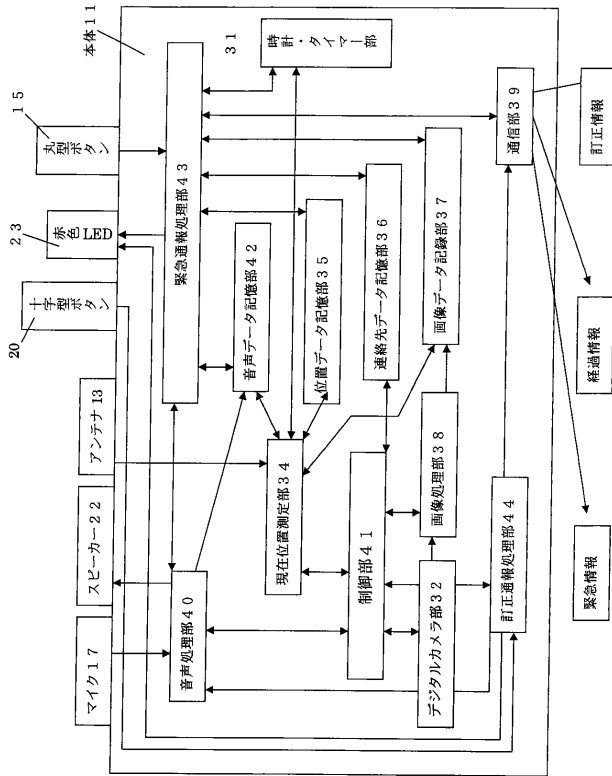 本体11
マイク17
スピーカー22
アンテナ13
十字型ボタン
20
赤色LED
23
丸型ボタン
15
音声処理部40
緊急通報処理部43
時計・タイマー部
31
音声データ記憶部42
現在位置測定部34
位置データ記憶部35
制御部41
連絡先データ記憶部36
デジタルカメラ部32
画像処理部38
画像データ記録部37
訂正通報処理部44
通信部39
緊急情報
経過情報
訂正情報